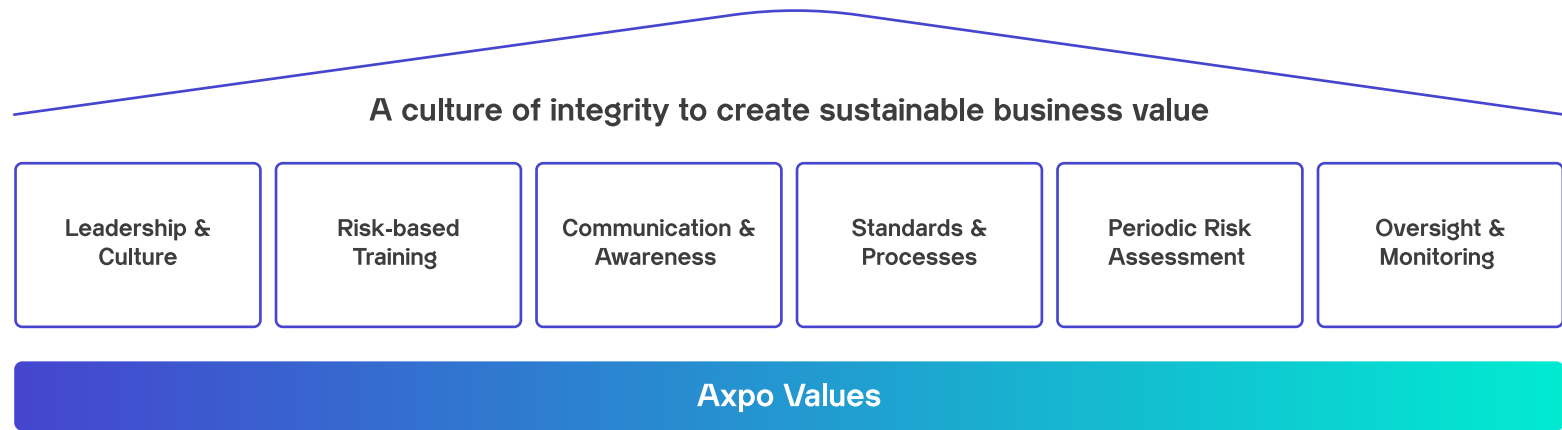 A culture of integrity to create sustainable business value
Leadership &
Culture
Risk-based
Training
Communication &
Awareness
Standards &
Processes
Periodic Risk
Assessment
Oversight &
Monitoring
Axpo Values